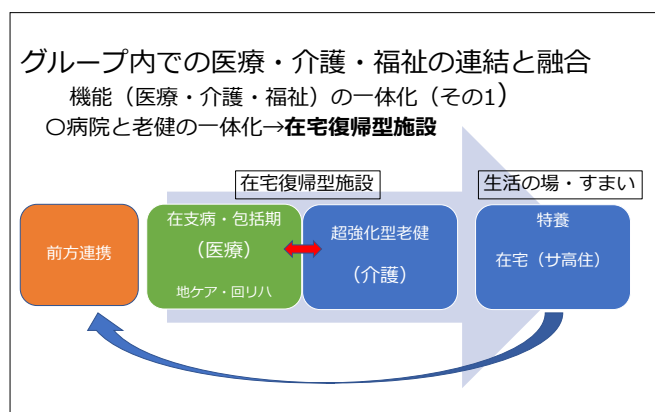 グループ内での医療・介護・福祉の連結と融合
機能（医療・介護・福祉）の一体化（その1）
〇病院と老健の一体化→在宅復帰型施設
在宅復帰型施設
生活の場・すまい
前方連携
在支病・包括期
（医療）
地ケア・回リハ
超強化型老健
（介護）
特養
在宅（サ高住）